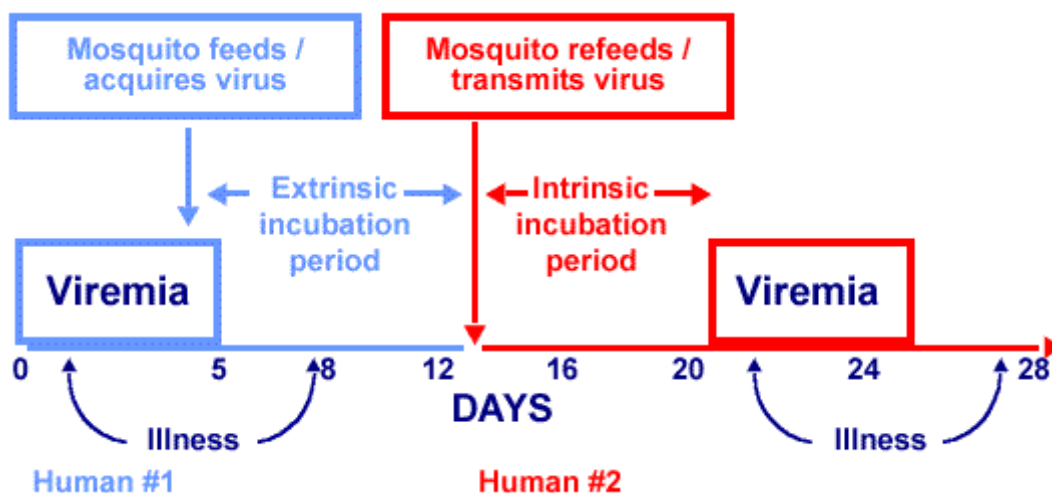 Mosquito feeds /
acquires virus
Mosquito refeeds /
transmits virus
Extrinsic
incubation
period
Intrinsic
incubation
period
Viremia
Viremia
0 5 8 12 16 20 24 28
DAYS
Illness
Illness
Human #1
Human #2